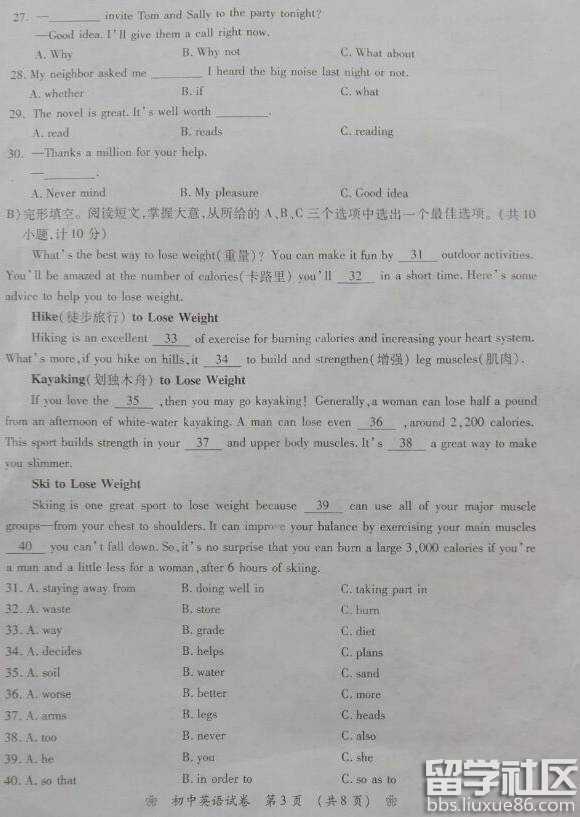 27. —________ invite Tom and Sally to the party tonight?
—Good idea. I'll give them a call right now.
A. Why B. Why not C. What about
28. My neighbor asked me ________ I heard the big noise last night or not.
A. whether B. if C. what
29. The novel is great. It's well worth ________.
A. read B. reads C. reading
30. —Thanks a million for your help.
—________.
A. Never mind B. My pleasure C. Good idea
B)完形填空。阅读短文,掌握大意,从所给的 A、B、C 三个选项中选出一个最佳选项。(共 10
小题,计 10 分)
What's the best way to lose weight(重量)? You can make it fun by 31 outdoor activities.
You'll be amazed at the number of calories(卡路里) you'll 32 in a short time. Here's some
advice to help you to lose weight.
Hike(徒步旅行) to Lose Weight
Hiking is an excellent 33 of exercise for burning calories and increasing your heart system.
What's more, if you hike on hills, it 34 to build and strengthen(增强) leg muscles(肌肉).
Kayaking(划独木舟) to Lose Weight
If you love the 35 , then you may go kayaking! Generally, a woman can lose half a pound
from an afternoon of white-water kayaking. A man can lose even 36 , around 2,200 calories.
This sport builds strength in your 37 and upper body muscles. It's 38 a great way to make
you slimmer.
Ski to Lose Weight
Skiing is one great sport to lose weight because 39 can use all of your major muscle
groups—from your chest to shoulders. It can improve your balance by exercising your main muscles
40 you can't fall down. So, it's no surprise that you can burn a large 3,000 calories if you're
a man and a little less for a woman, after 6 hours of skiing.
31. A. staying away from B. doing well in C. taking part in
32. A. waste B. store C. burn
33. A. way B. grade C. diet
34. A. decides B. helps C. plans
35. A. soil B. water C. sand
36. A. worse B. better C. more
37. A. arms B. legs C. heads
38. A. too B. never C. also
39. A. he B. you C. she
40. A. so that B. in order to C. so as to
初中英语试卷 第3页 (共8页)
留学社区
bbs.liuxue86.com